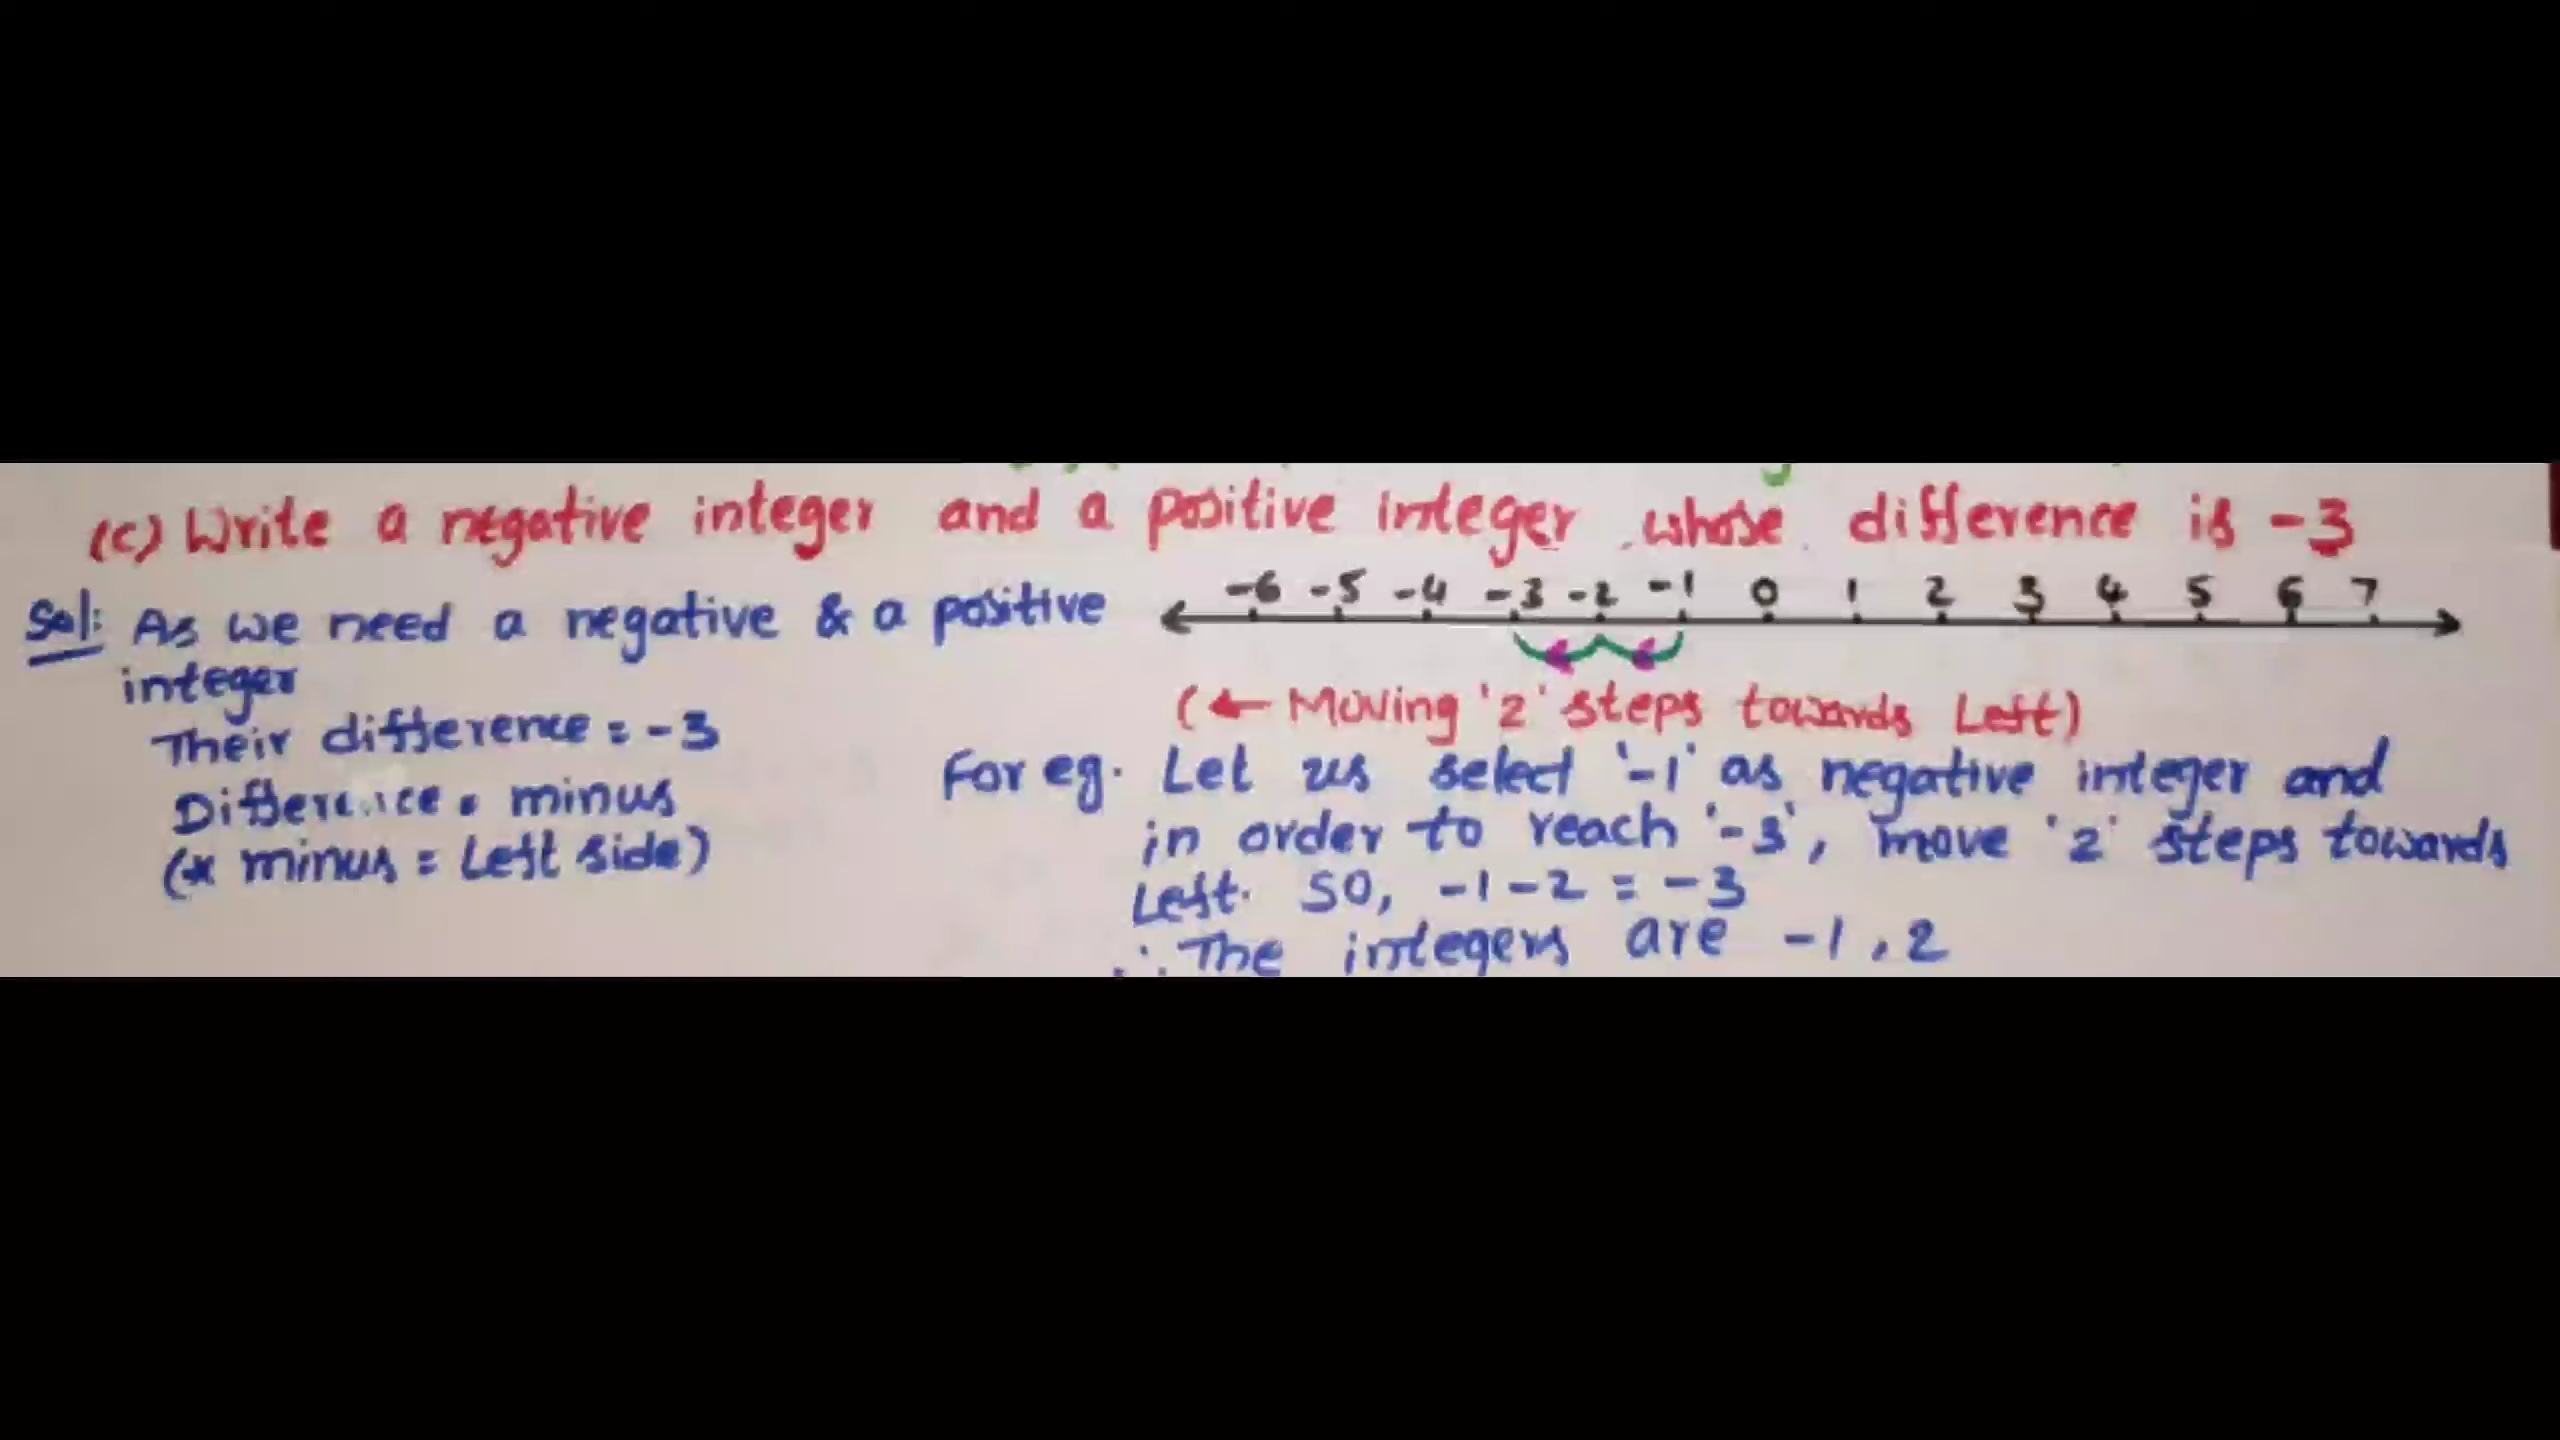 (c) Write a negative integer and a positive integer whose difference is -3
Sol: As we need a negative & a positive
integer
Their difference = -3
Difference = minus
(* minus = Left side)
-6 -5 -4 -3 -2 -1 0 1 2 3 4 5 6 7
(← Moving '2' steps towards Left)
For eg. Let us select '-1' as negative integer and
in order to reach '-3', move '2' steps towards
Left. So, -1-2 = -3
∴ The integers are -1, 2